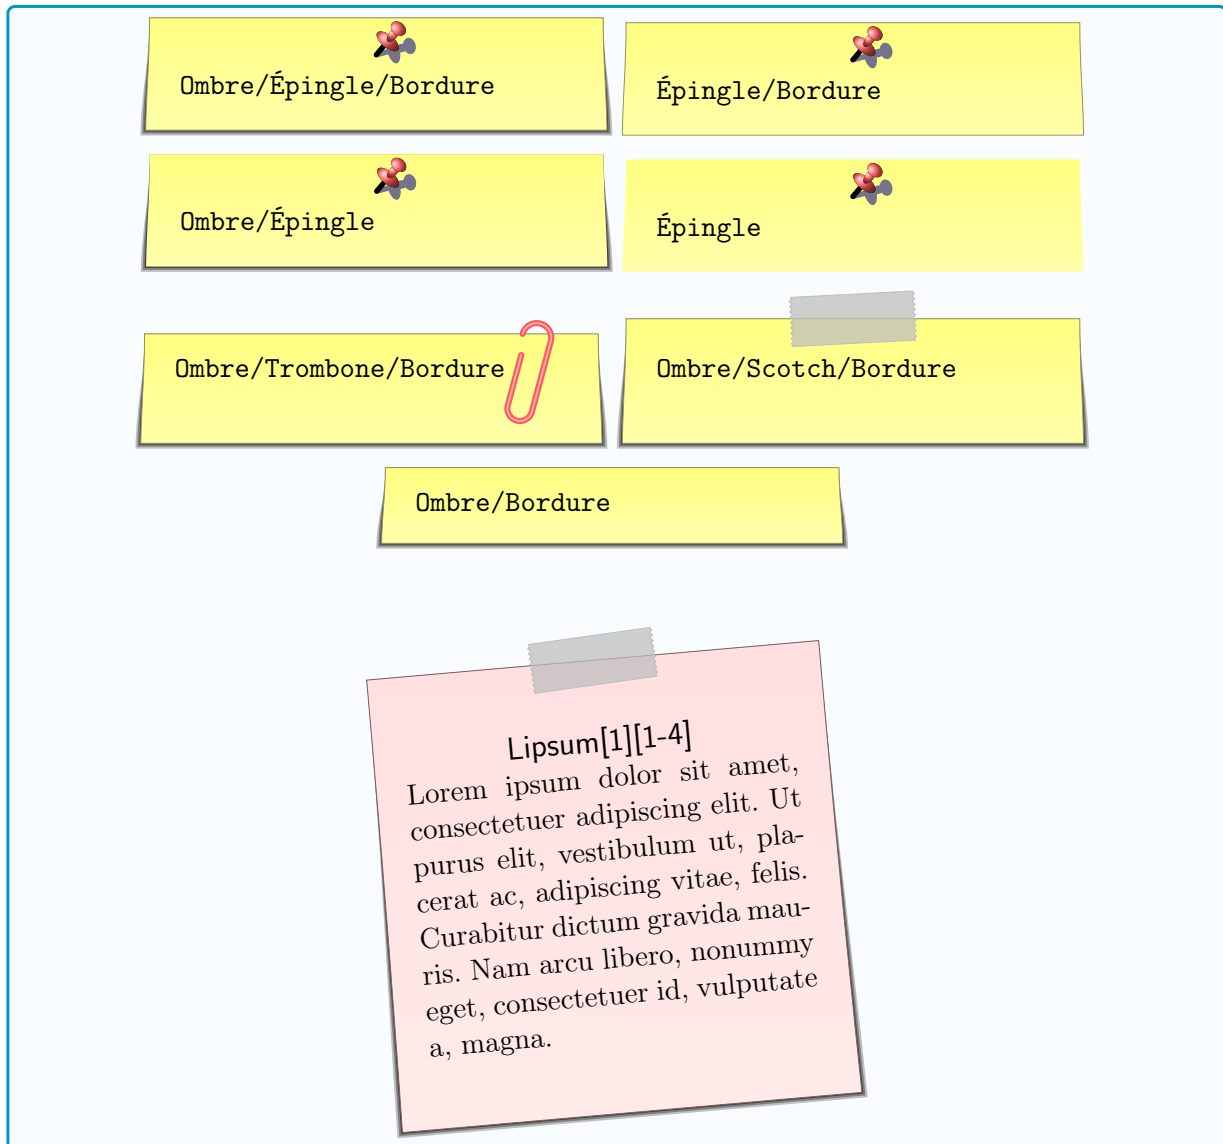 Ombre/Épingle/Bordure
Épingle/Bordure
Ombre/Épingle
Épingle
Ombre/Trombone/Bordure
Ombre/Scotch/Bordure
Ombre/Bordure
Lipsum[1][1-4]
Lorem ipsum dolor sit amet,
consectetuer adipiscing elit. Ut
purus elit, vestibulum ut, pla-
cerat ac, adipiscing vitae, felis.
Curabitur dictum gravida mau-
ris. Nam arcu libero, nonummy
eget, consectetuer id, vulputate
a, magna.